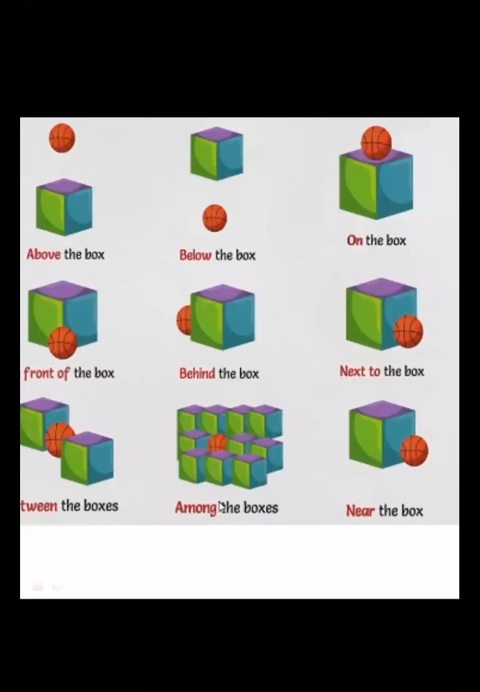 Above the box
Below the box
On the box
front of the box
Behind the box
Next to the box
tween the boxes
Among the boxes
Near the box